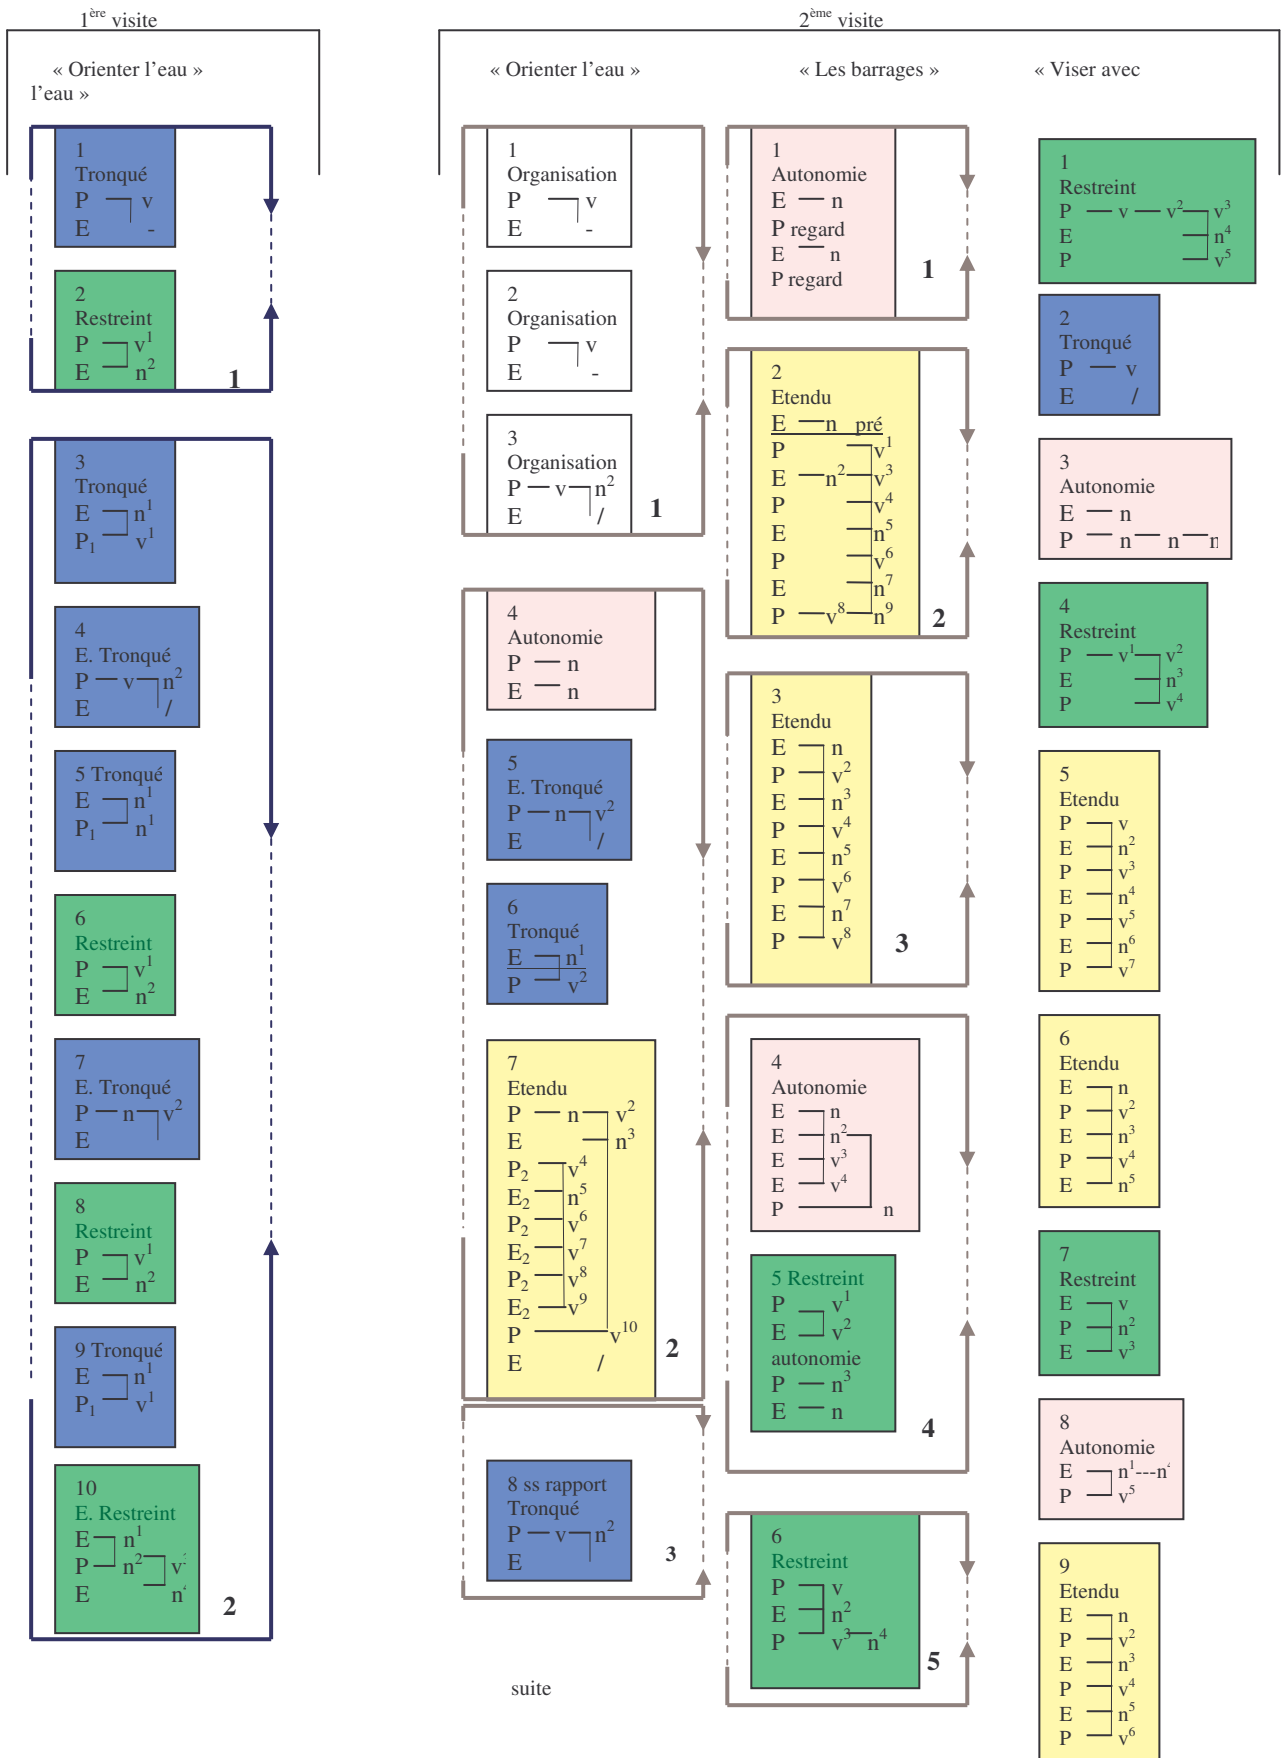 1ère visite
2ème visite
« Orienter l'eau »
l'eau »
« Orienter l'eau »
« Les barrages »
« Viser avec
1
Tronqué
P v
E -
2
Restreint
P v1
E n2
1
3
Tronqué
E n1
P1 v1
4
E. Tronqué
P v n2
E /
5 Tronqué
E n1
P1 n1
6
Restreint
P v1
E n2
7
E. Tronqué
P n v2
E
8
Restreint
P v1
E n2
9 Tronqué
E n1
P1 v1
10
E. Restreint
E n1
P n2 v
E n
2
1
Organisation
P v
E -
2
Organisation
P v
E -
3
Organisation
P v n2
E /
1
4
Autonomie
P n
E n
5
E. Tronqué
P n v2
E /
6
Tronqué
E n1
P v2
7
Etendu
P n v2
E n3
P2 v4
E2 n5
P2 v6
E2 v7
P2 v8
E2 v9
P v10
E /
2
8 ss rapport
Tronqué
P v n2
E
3
suite
1
Autonomie
E n
P regard
E n
P regard
1
2
Etendu
E n pré
P v1
E n2 v3
P v4
E n5
P v6
E n7
P v8 n9
2
3
Etendu
E n
P v2
E n3
P v4
E n5
P v6
E n7
P v8
3
4
Autonomie
E n
E n2
E v3
E v4
P n
5 Restreint
P v1
E v2
autonomie
P n3
E n
4
6
Restreint
P v
E n2
P v3 n4
5
1
Restreint
P v v2 v3
E n4
P v5
2
Tronqué
P v
E /
3
Autonomie
E n
P n n n
4
Restreint
P v1 v2
E n3
P v4
5
Etendu
P v
E n2
P v3
E n4
P v5
E n6
P v7
6
Etendu
E n
P v2
E n3
P v4
E n5
7
Restreint
E v
P n2
E v3
8
Autonomie
E n1---n4
P v5
9
Etendu
E n
P v2
E n3
P v4
E n5
P v6